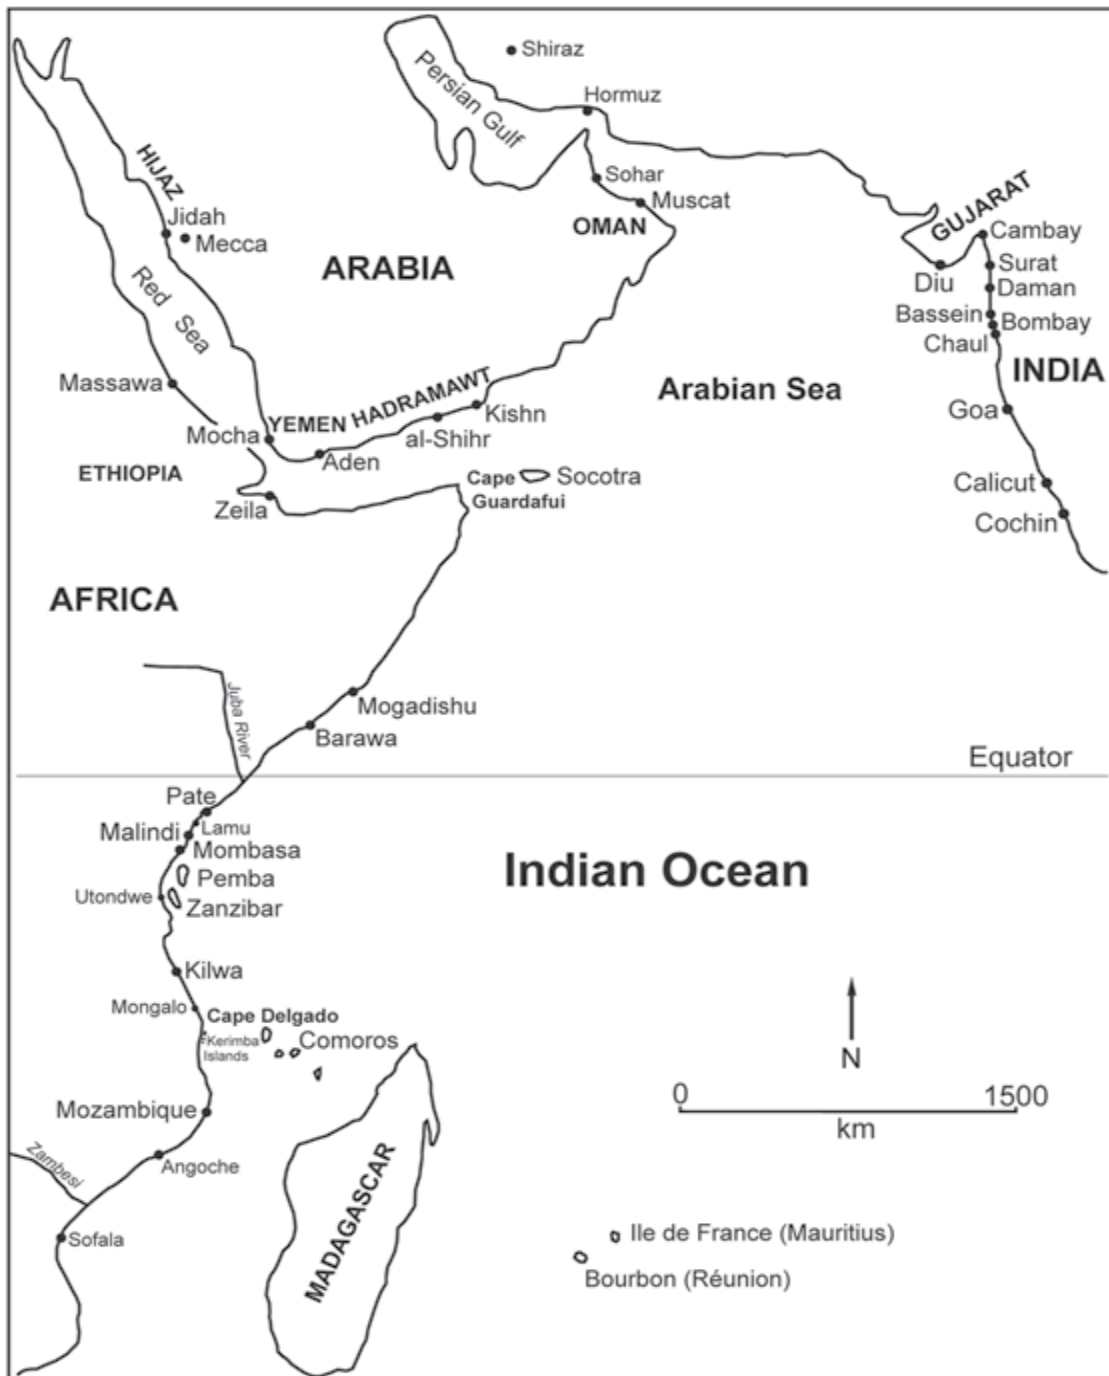 Shiraz
Persian Gulf
Hormuz
HIJAZ
Sohar
Muscat
GUJARAT
Jidah
Mecca
OMAN
Cambay
ARABIA
Surat
Diu
Daman
Red Sea
Bassein
Bombay
Chaul
INDIA
Massawa
Arabian Sea
YEMEN
HADRAMAWT
Kishn
Goa
Mocha
al-Shihr
Aden
ETHIOPIA
Cape
Guardafui
Socotra
Calicut
Zeila
Cochin
AFRICA
Juba River
Mogadishu
Barawa
Equator
Pate
Lamu
Malindi
Mombasa
Indian Ocean
Pemba
Utondwe
Zanzibar
Kilwa
Mongalo
Cape Delgado
Kerimba
Islands
Comoros
N
Mozambique
0
1500
km
Zambesi
Angoche
MADAGASCAR
Sofala
Ile de France (Mauritius)
Bourbon (Réunion)